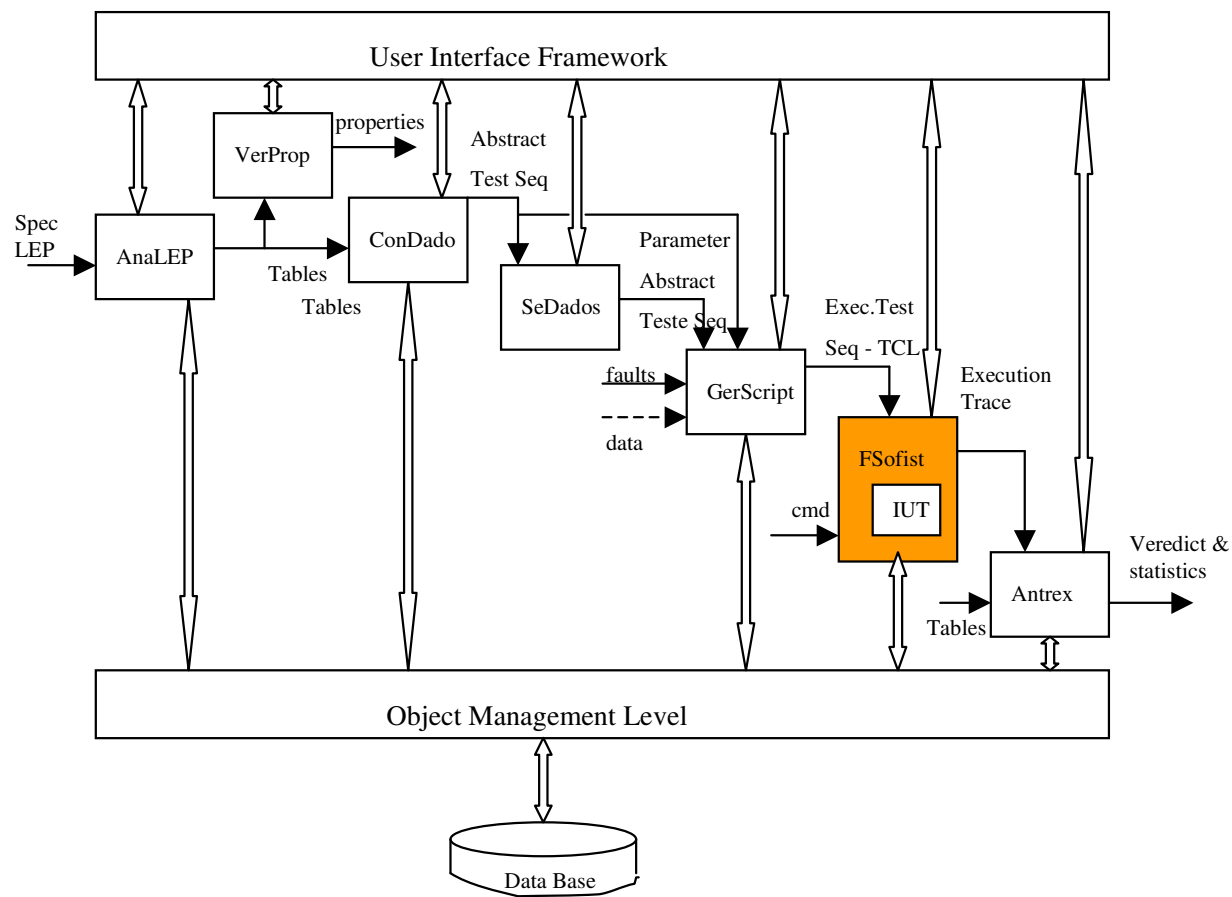 User Interface Framework
properties
VerProp
Abstract
Test Seq
Spec
LEP
AnaLEP
Tables
Tables
ConDado
SeDados
Parameter
Abstract
Teste Seq
faults
data
GerScript
Exec.Test
Seq - TCL
Execution
Trace
FSofist
IUT
cmd
Antrex
Tables
Veredict &
statistics
Object Management Level
Data Base